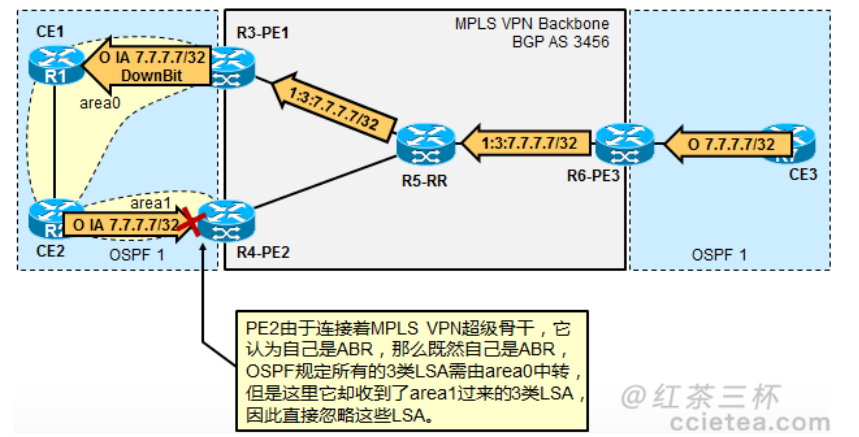 CE1
R3-PE1
MPLS VPN Backbone
BGP AS 3456
O IA 7.7.7.7/32
DownBit
R1
area0
1:3:7.7.7.7/32
1:3:7.7.7.7/32
O 7.7.7.7/32
R5-RR
R6-PE3
CE3
area1
O IA 7.7.7.7/32
R2
CE2
OSPF 1
R4-PE2
OSPF 1
PE2由于连接着MPLS VPN超级骨干，它
认为自己是ABR，那么既然自己是ABR，
OSPF规定所有的3类LSA需由area0中转，
但是这里它却收到了area1过来的3类LSA，
因此直接忽略这些LSA。
@红茶三杯
ccietea.com